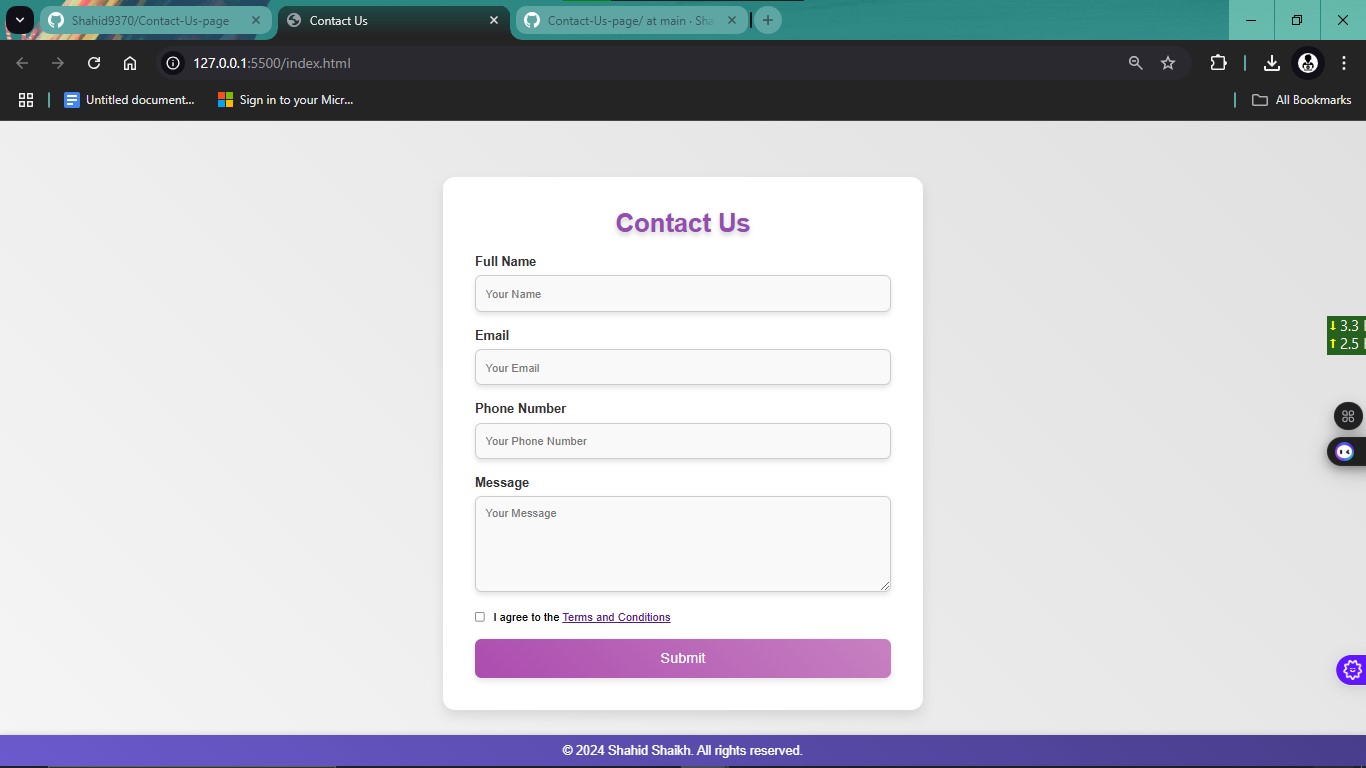 Shahid9370/Contact-Us-page
Contact Us
Contact-Us-page/ at main · Sha
127.0.0.1:5500/index.html
Untitled document...
Sign in to your Micr...
All Bookmarks
Contact Us
Full Name
Your Name
3.3
2.5
Email
Your Email
Phone Number
Your Phone Number
Message
Your Message
I agree to the Terms and Conditions
Submit
© 2024 Shahid Shaikh. All rights reserved.